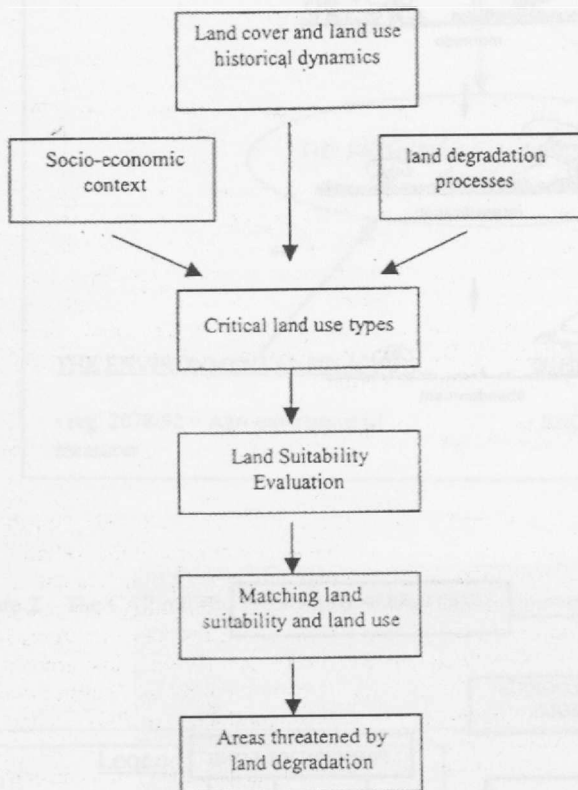 Land cover and land use
historical dynamics
Socio-economic
context
land degradation
processes
Critical land use types
Land Suitability
Evaluation
Matching land
suitability and land use
Areas threatened by
land degradation